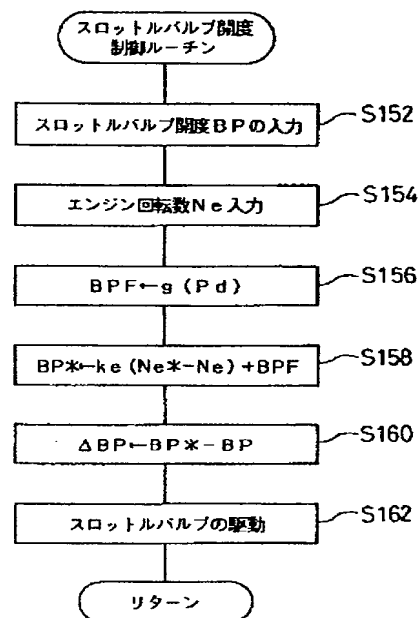 スロットルバルブ開度
制御ルーチン
スロットルバルブ開度BPの入力
S152
エンジン回転数Ne入力
S154
BPF←g(Pd)
S156
BP*←ke(Ne*-Ne)+BPF
S158
ΔBP←BP*-BP
S160
スロットルバルブの駆動
S162
リターン